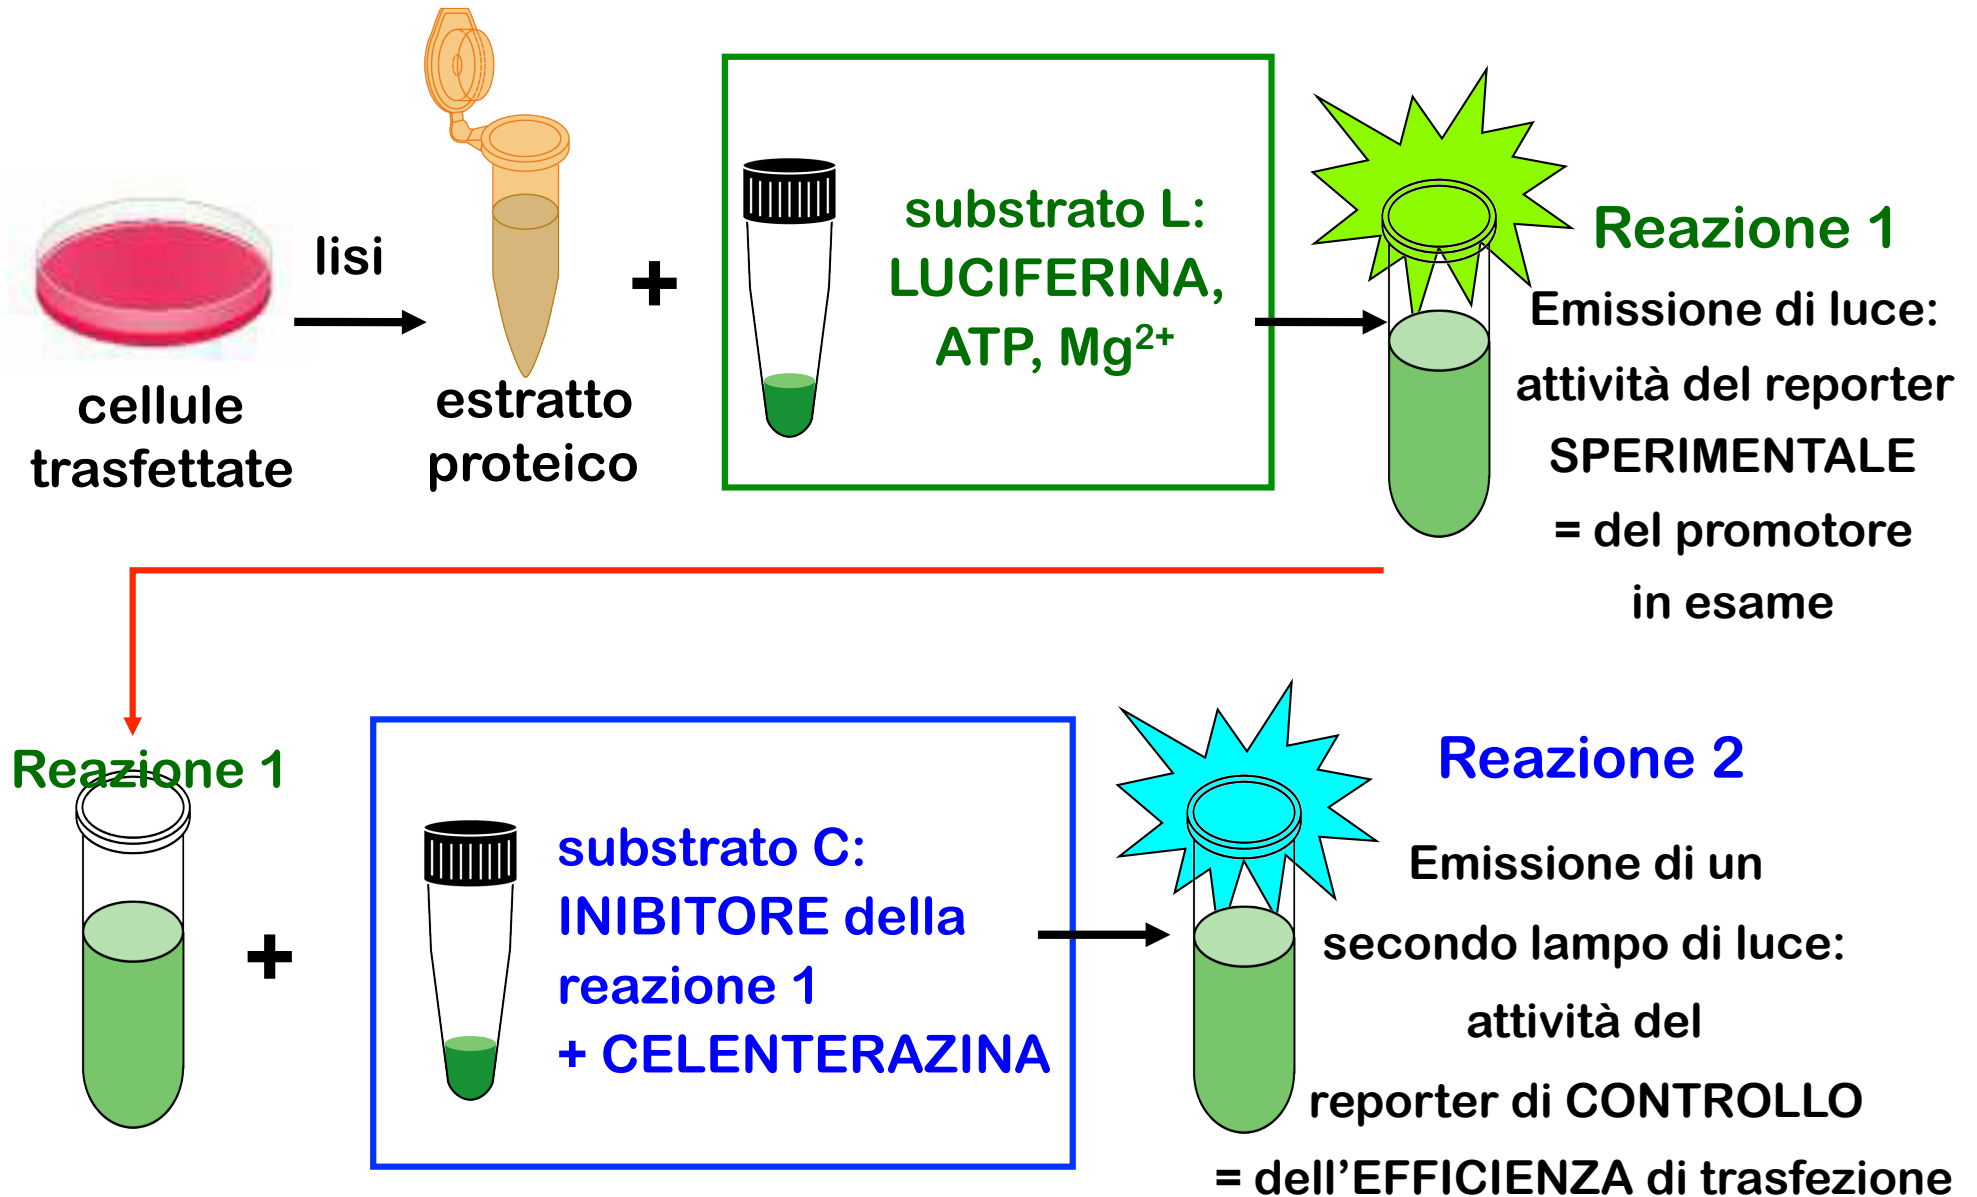 lisi
cellule
trasfettate
estratto
proteico
+
substrato L:
LUCIFERINA,
ATP, Mg²⁺
Reazione 1
Emissione di luce:
attività del reporter
SPERIMENTALE
= del promotore
in esame
Reazione 1
+
substrato C:
INIBITORE della
reazione 1
+ CELENTERAZINA
Reazione 2
Emissione di un
secondo lampo di luce:
attività del
reporter di CONTROLLO
= dell'EFFICIENZA di trasfezione